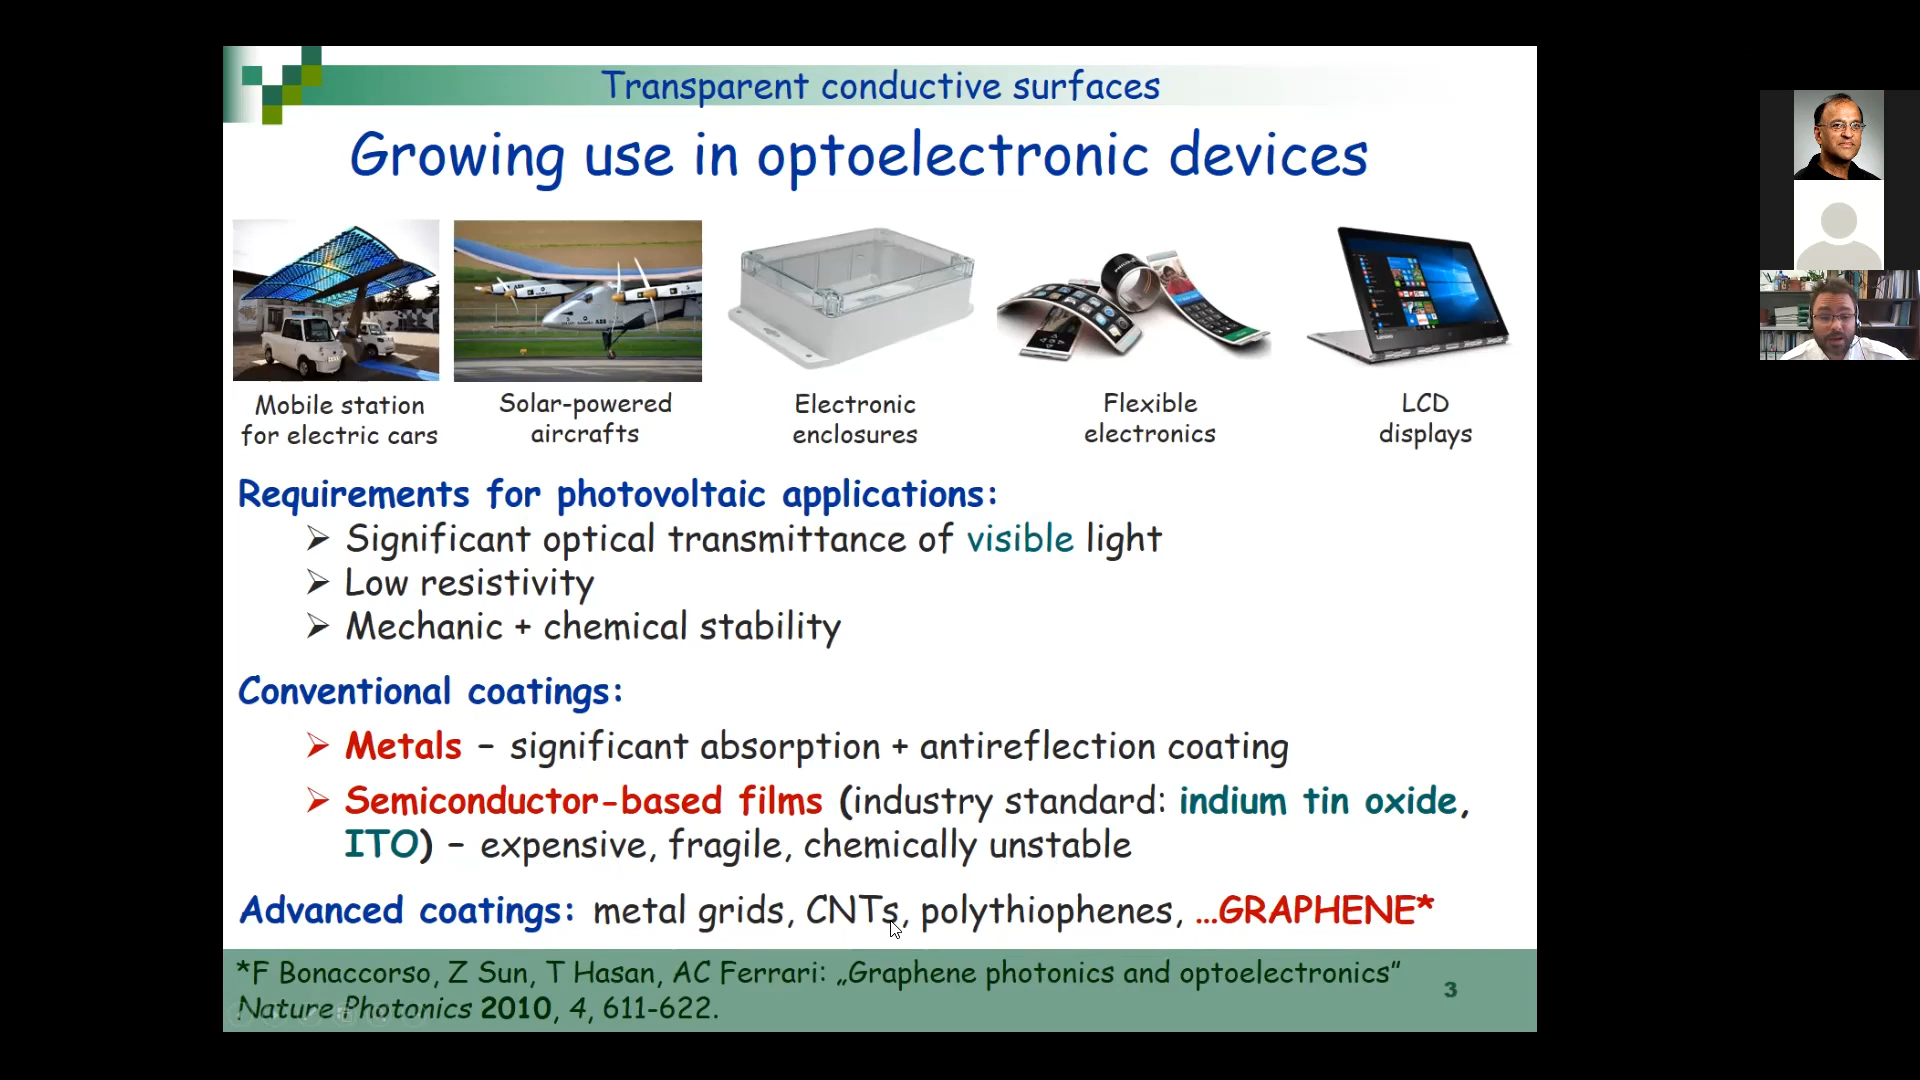 Transparent conductive surfaces
Growing use in optoelectronic devices
Mobile station
for electric cars
Solar-powered
aircrafts
Electronic
enclosures
Flexible
electronics
LCD
displays
Requirements for photovoltaic applications:
➢ Significant optical transmittance of visible light
➢ Low resistivity
➢ Mechanic + chemical stability
Conventional coatings:
➢ Metals – significant absorption + antireflection coating
➢ Semiconductor-based films (industry standard: indium tin oxide,
ITO) – expensive, fragile, chemically unstable
Advanced coatings: metal grids, CNTs, polythiophenes, …GRAPHENE*
*F Bonaccorso, Z Sun, T Hasan, AC Ferrari: „Graphene photonics and optoelectronics”
Nature Photonics 2010, 4, 611-622.
3